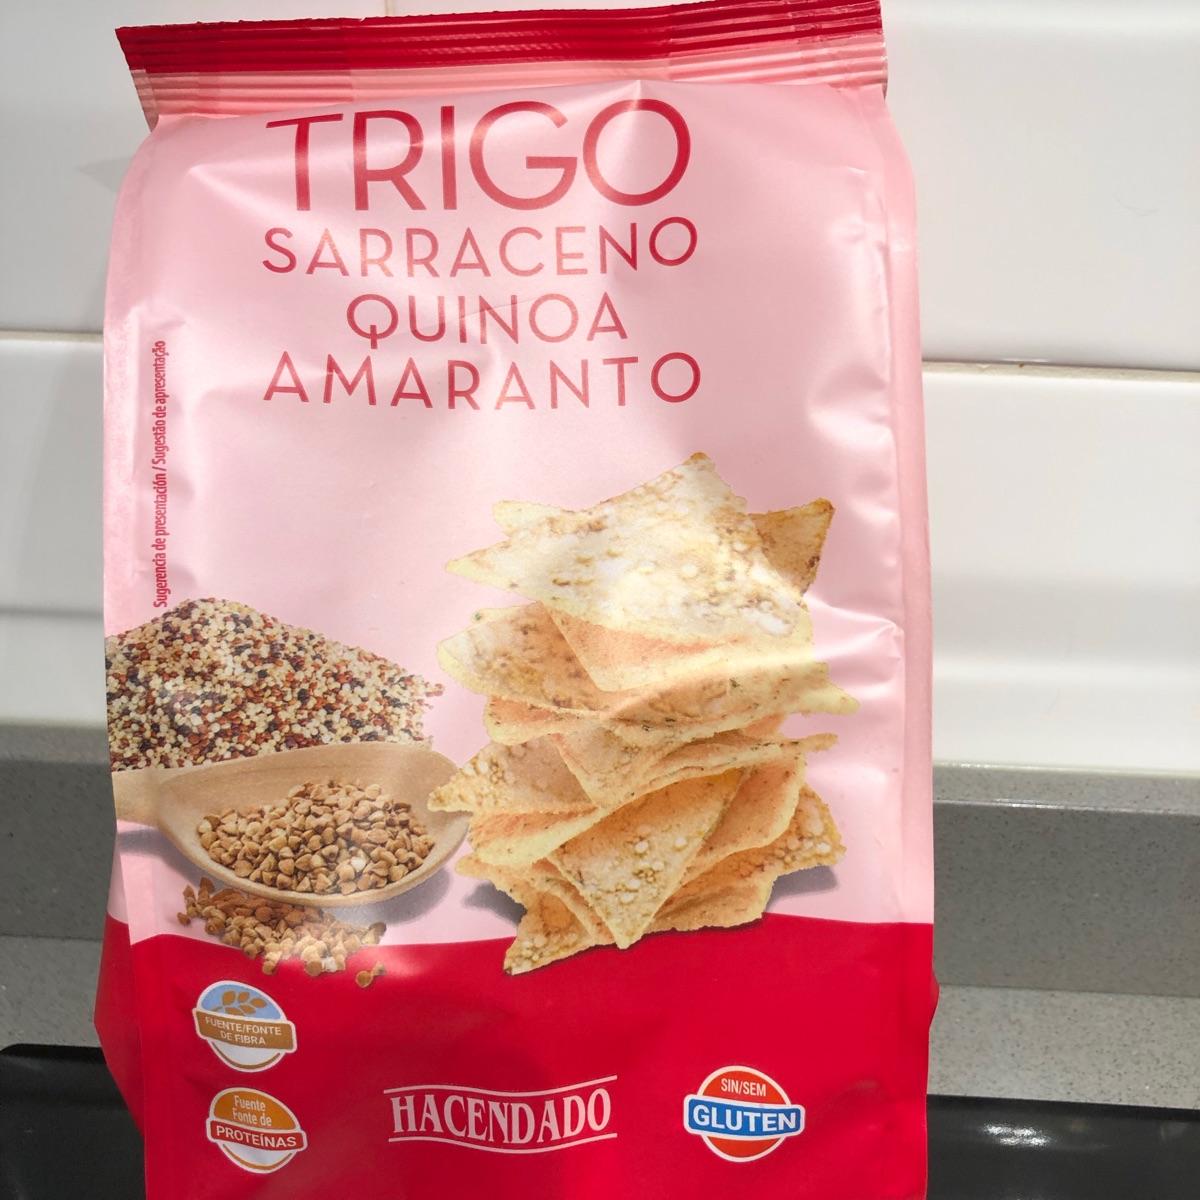 TRIGO
SARRACENO
QUINOA
AMARANTO
Sugerencia de presentación / Sugestão de apresentação
FUENTE/FONTE
DE FIBRA
Fuente
Fonte de
PROTEÍNAS
HACENDADO
SIN/SEM
GLUTEN